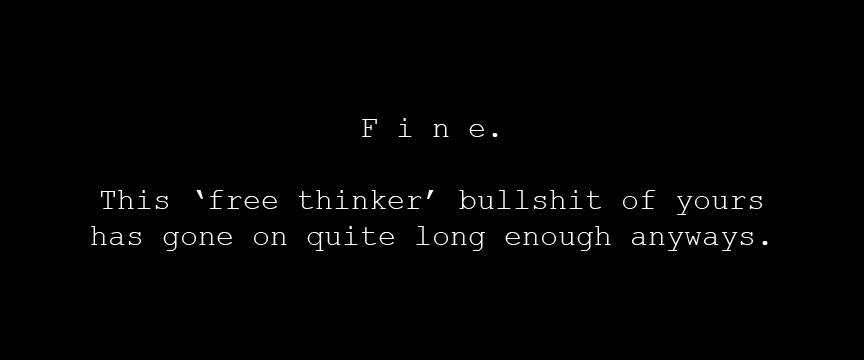 F i n e.
This ‘free thinker’ bullshit of yours
has gone on quite long enough anyways.